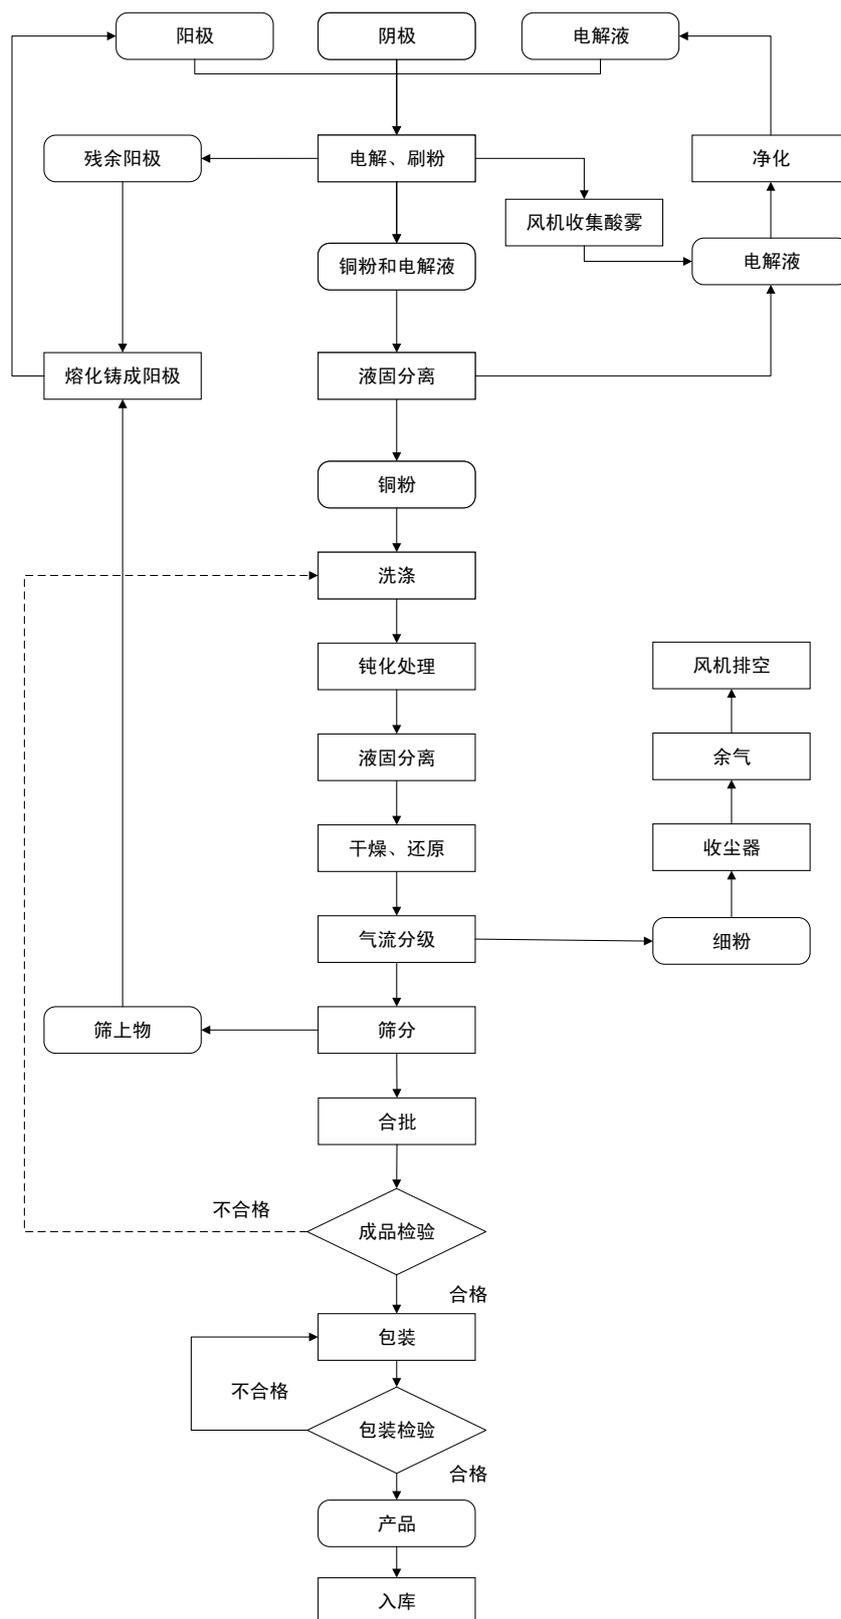 阳极
阴极
电解液
残余阳极
电解、刷粉
净化
风机收集酸雾
铜粉和电解液
电解液
熔化铸成阳极
液固分离
铜粉
洗涤
钝化处理
风机排空
液固分离
余气
干燥、还原
收尘器
气流分级
细粉
筛上物
筛分
合批
不合格
成品检验
合格
包装
不合格
包装检验
合格
产品
入库